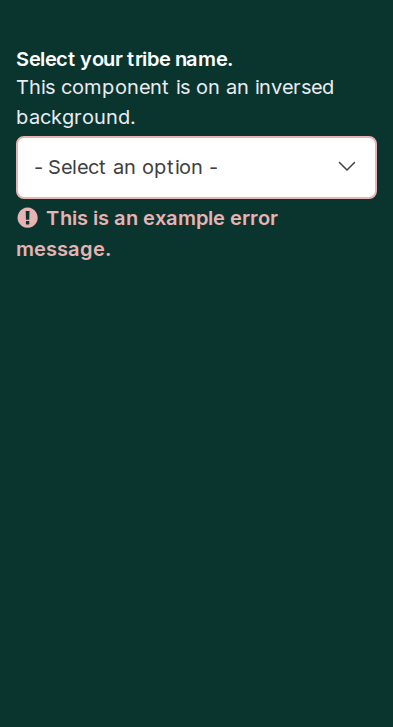 Select your tribe name.
This component is on an inversed
background.
- Select an option -
This is an example error
message.